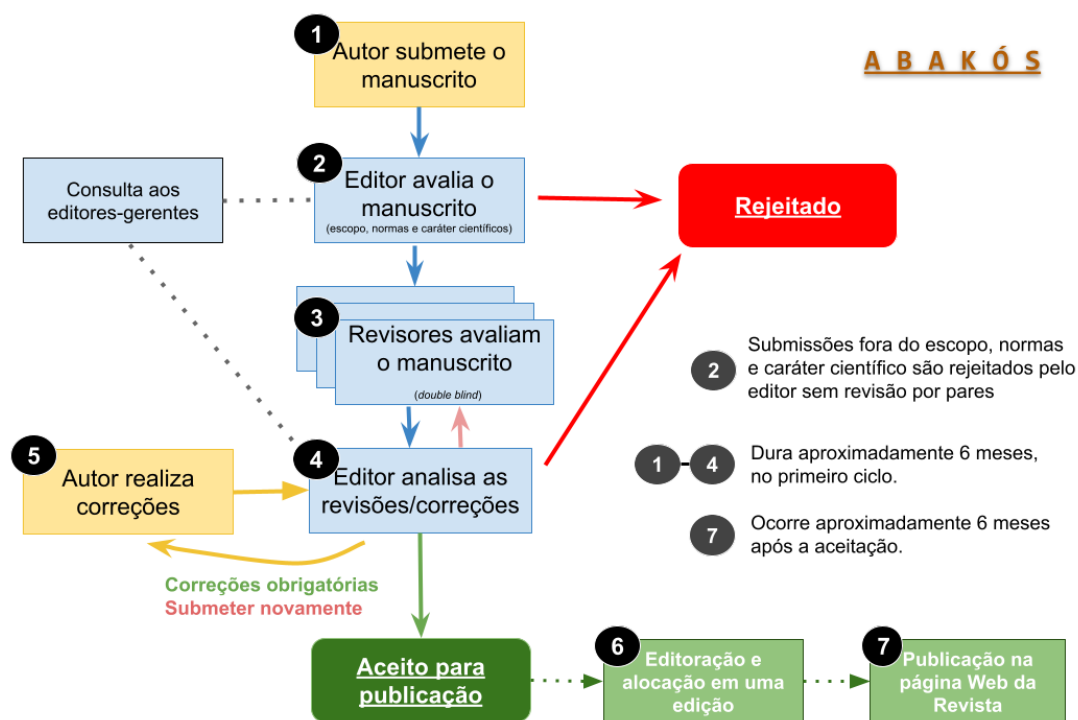 1
Autor submete o
manuscrito
A B A K Ó S
2
Editor avalia o
manuscrito
(escopo, normas e caráter científicos)
Consulta aos
editores-gerentes
Rejeitado
3
Revisores avaliam
o manuscrito
(double blind)
2
Submissões fora do escopo, normas
e caráter científico são rejeitados pelo
editor sem revisão por pares
5
Autor realiza
correções
4
Editor analisa as
revisões/correções
1 - 4
Dura aproximadamente 6 meses,
no primeiro ciclo.
7
Ocorre aproximadamente 6 meses
após a aceitação.
Correções obrigatórias
Submeter novamente
Aceito para
publicação
6
Editoração e
alocação em uma
edição
7
Publicação na
página Web da
Revista